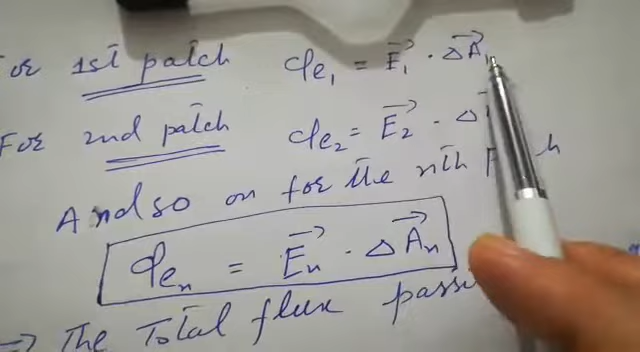 For 1st patch φe₁ = E₁⃗ · ΔA₁⃗
For 2nd patch φe₂ = E₂⃗ · Δ
And so on for the nth
φeₙ = Eₙ⃗ · ΔAₙ⃗
⇒ The Total flux